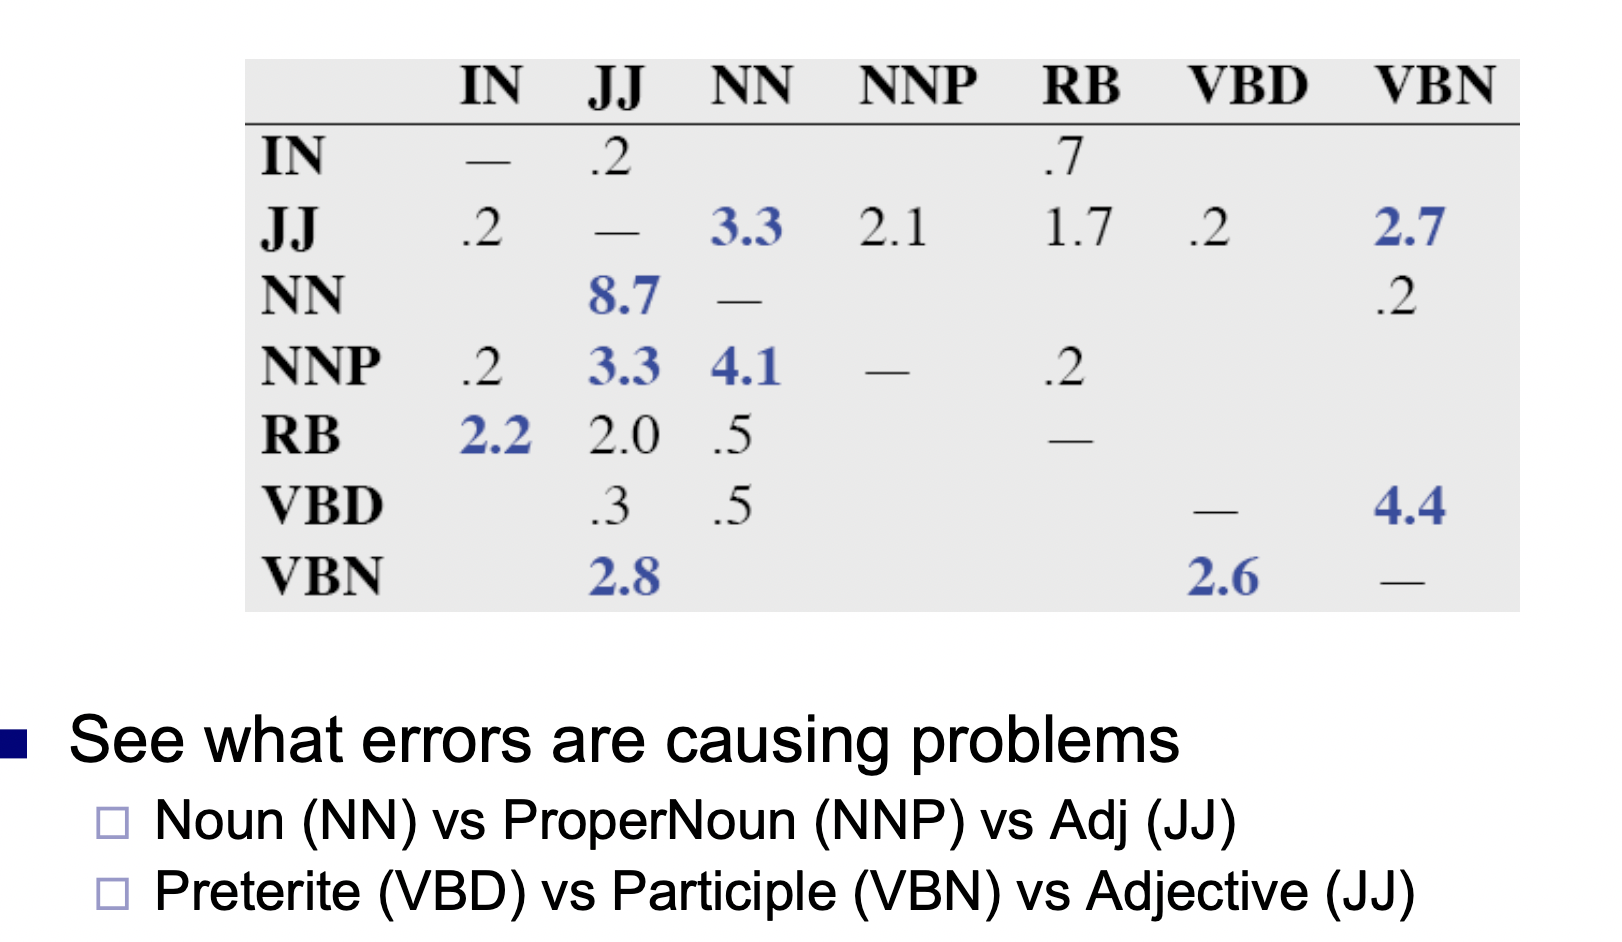 IN JJ NN NNP RB VBD VBN
IN — .2 .7
JJ .2 — 3.3 2.1 1.7 .2 2.7
NN 8.7 — .2
NNP .2 3.3 4.1 — .2
RB 2.2 2.0 .5 —
VBD .3 .5 — 4.4
VBN 2.8 2.6 —
See what errors are causing problems
Noun (NN) vs ProperNoun (NNP) vs Adj (JJ)
Preterite (VBD) vs Participle (VBN) vs Adjective (JJ)